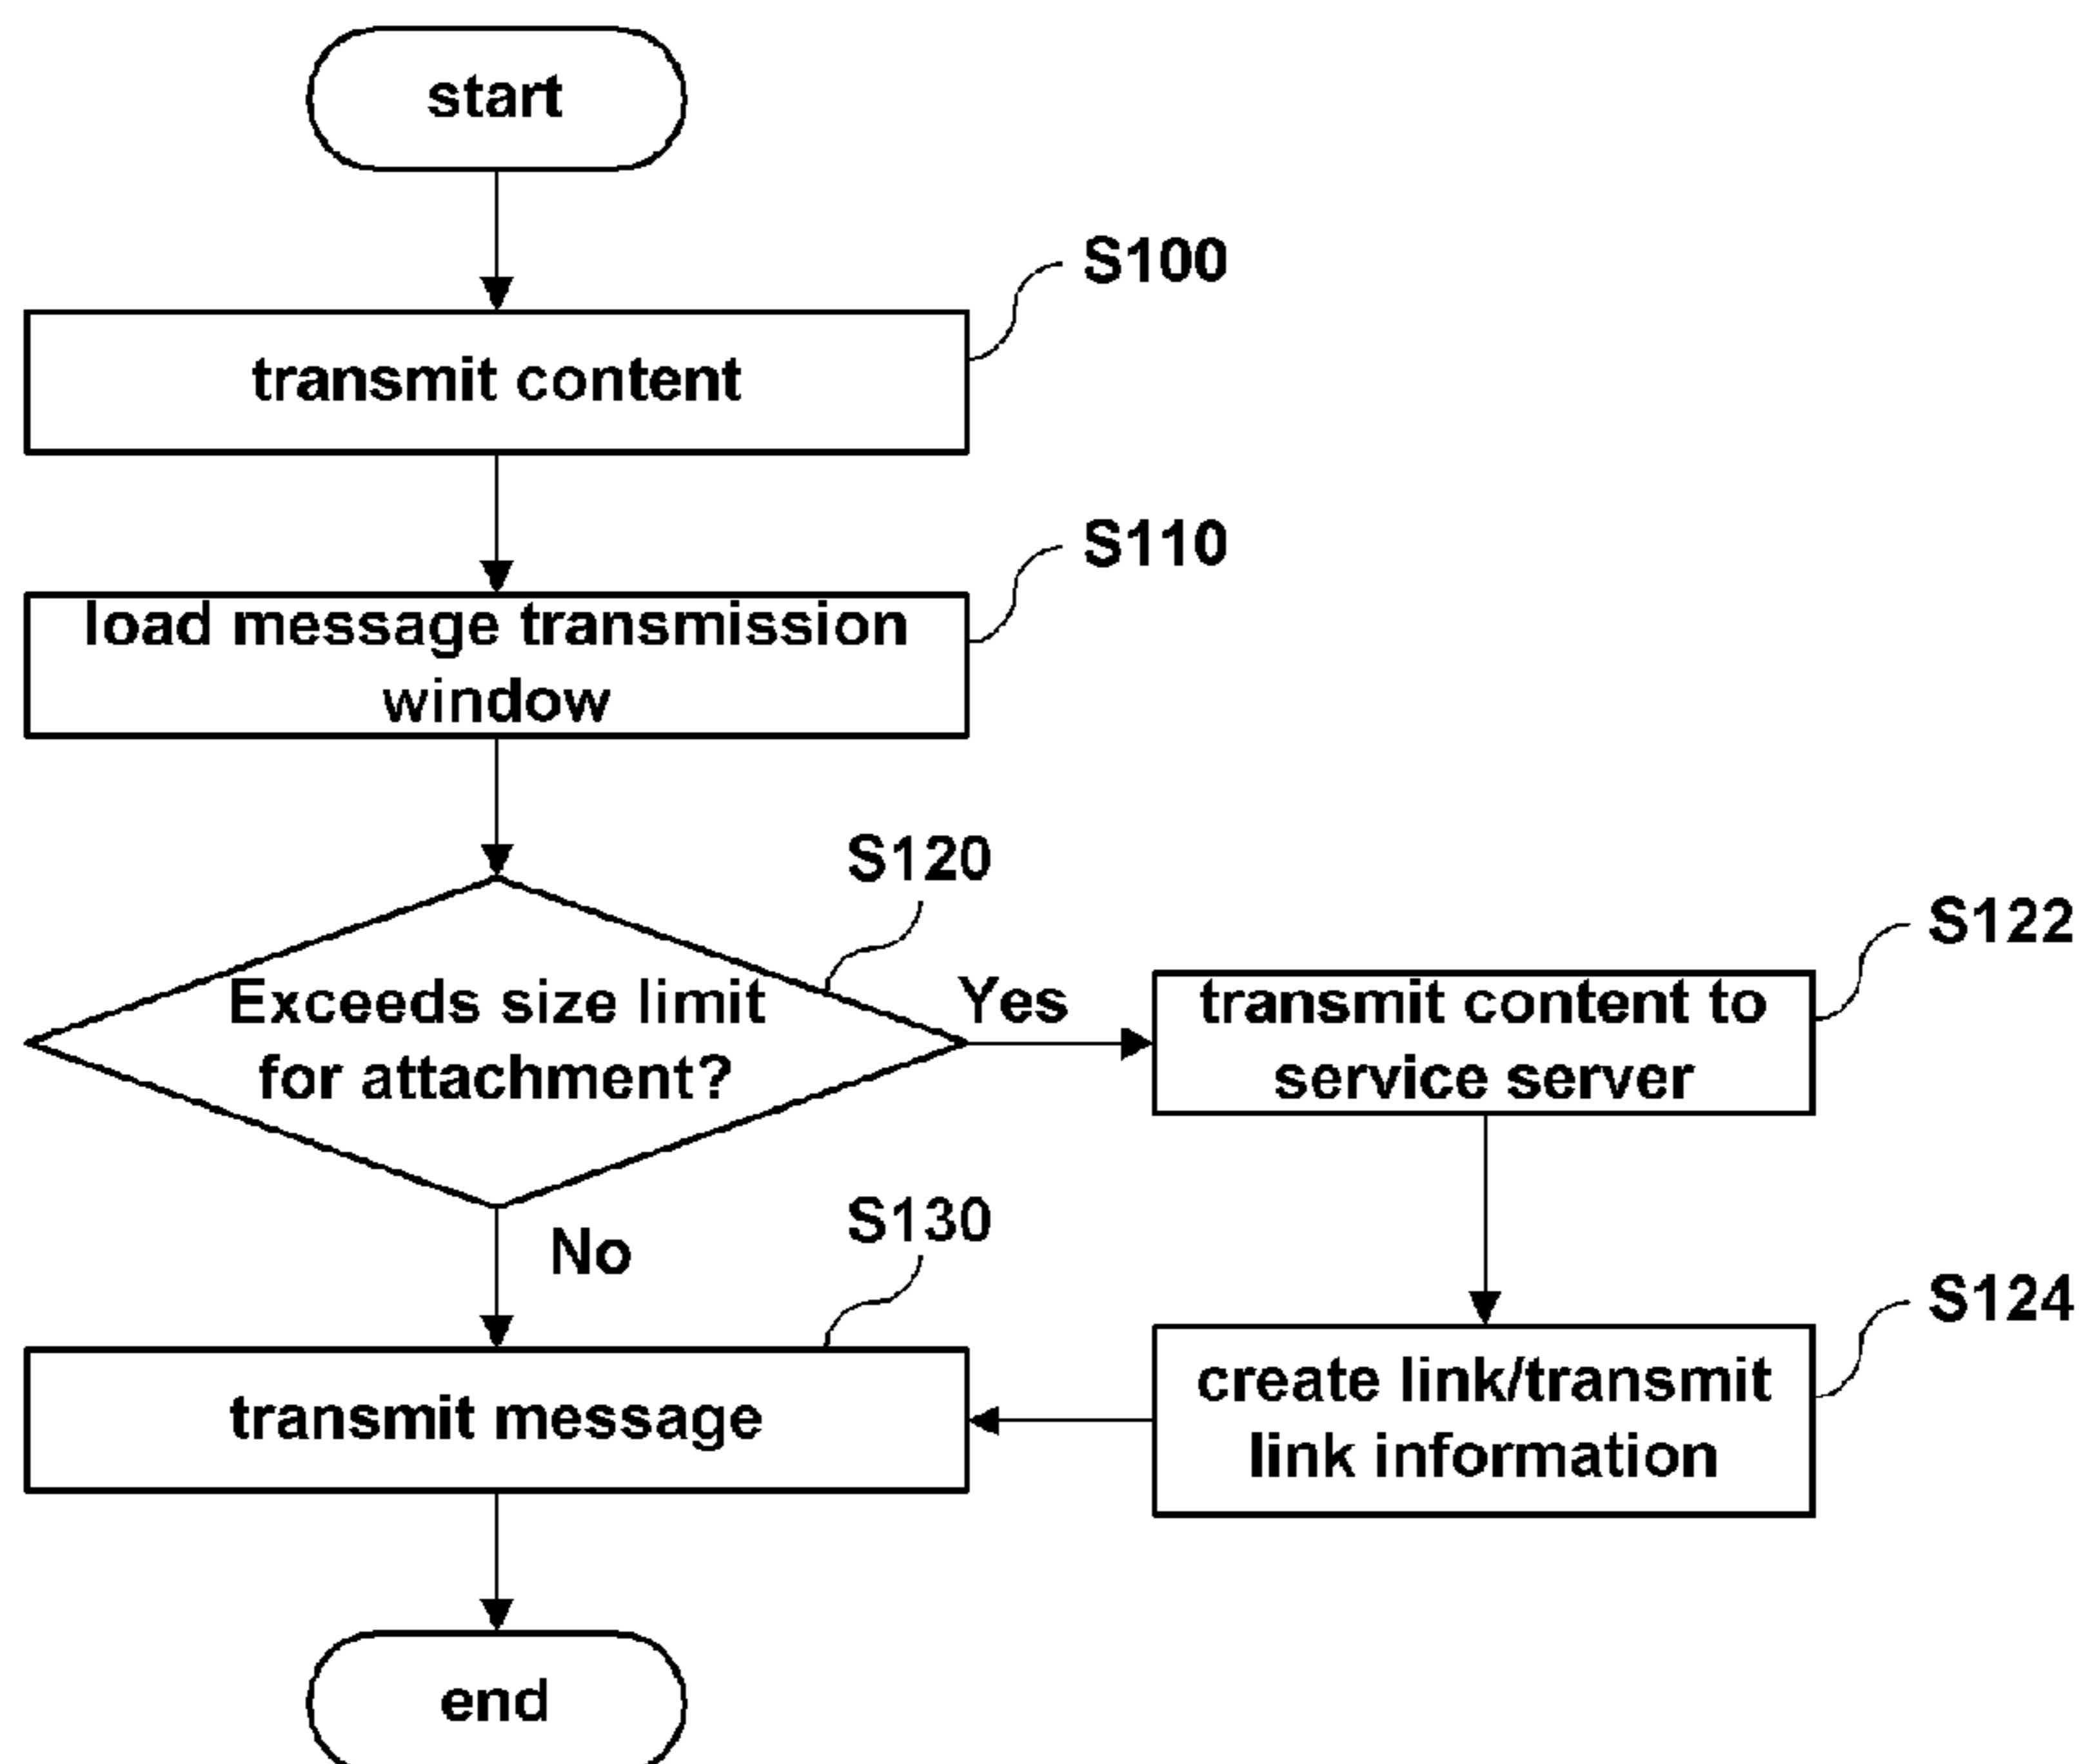 start
S100
transmit content
S110
load message transmission
window
S120
Exceeds size limit
for attachment?
Yes
S122
transmit content to
service server
No
S130
transmit message
S124
create link/transmit
link information
end